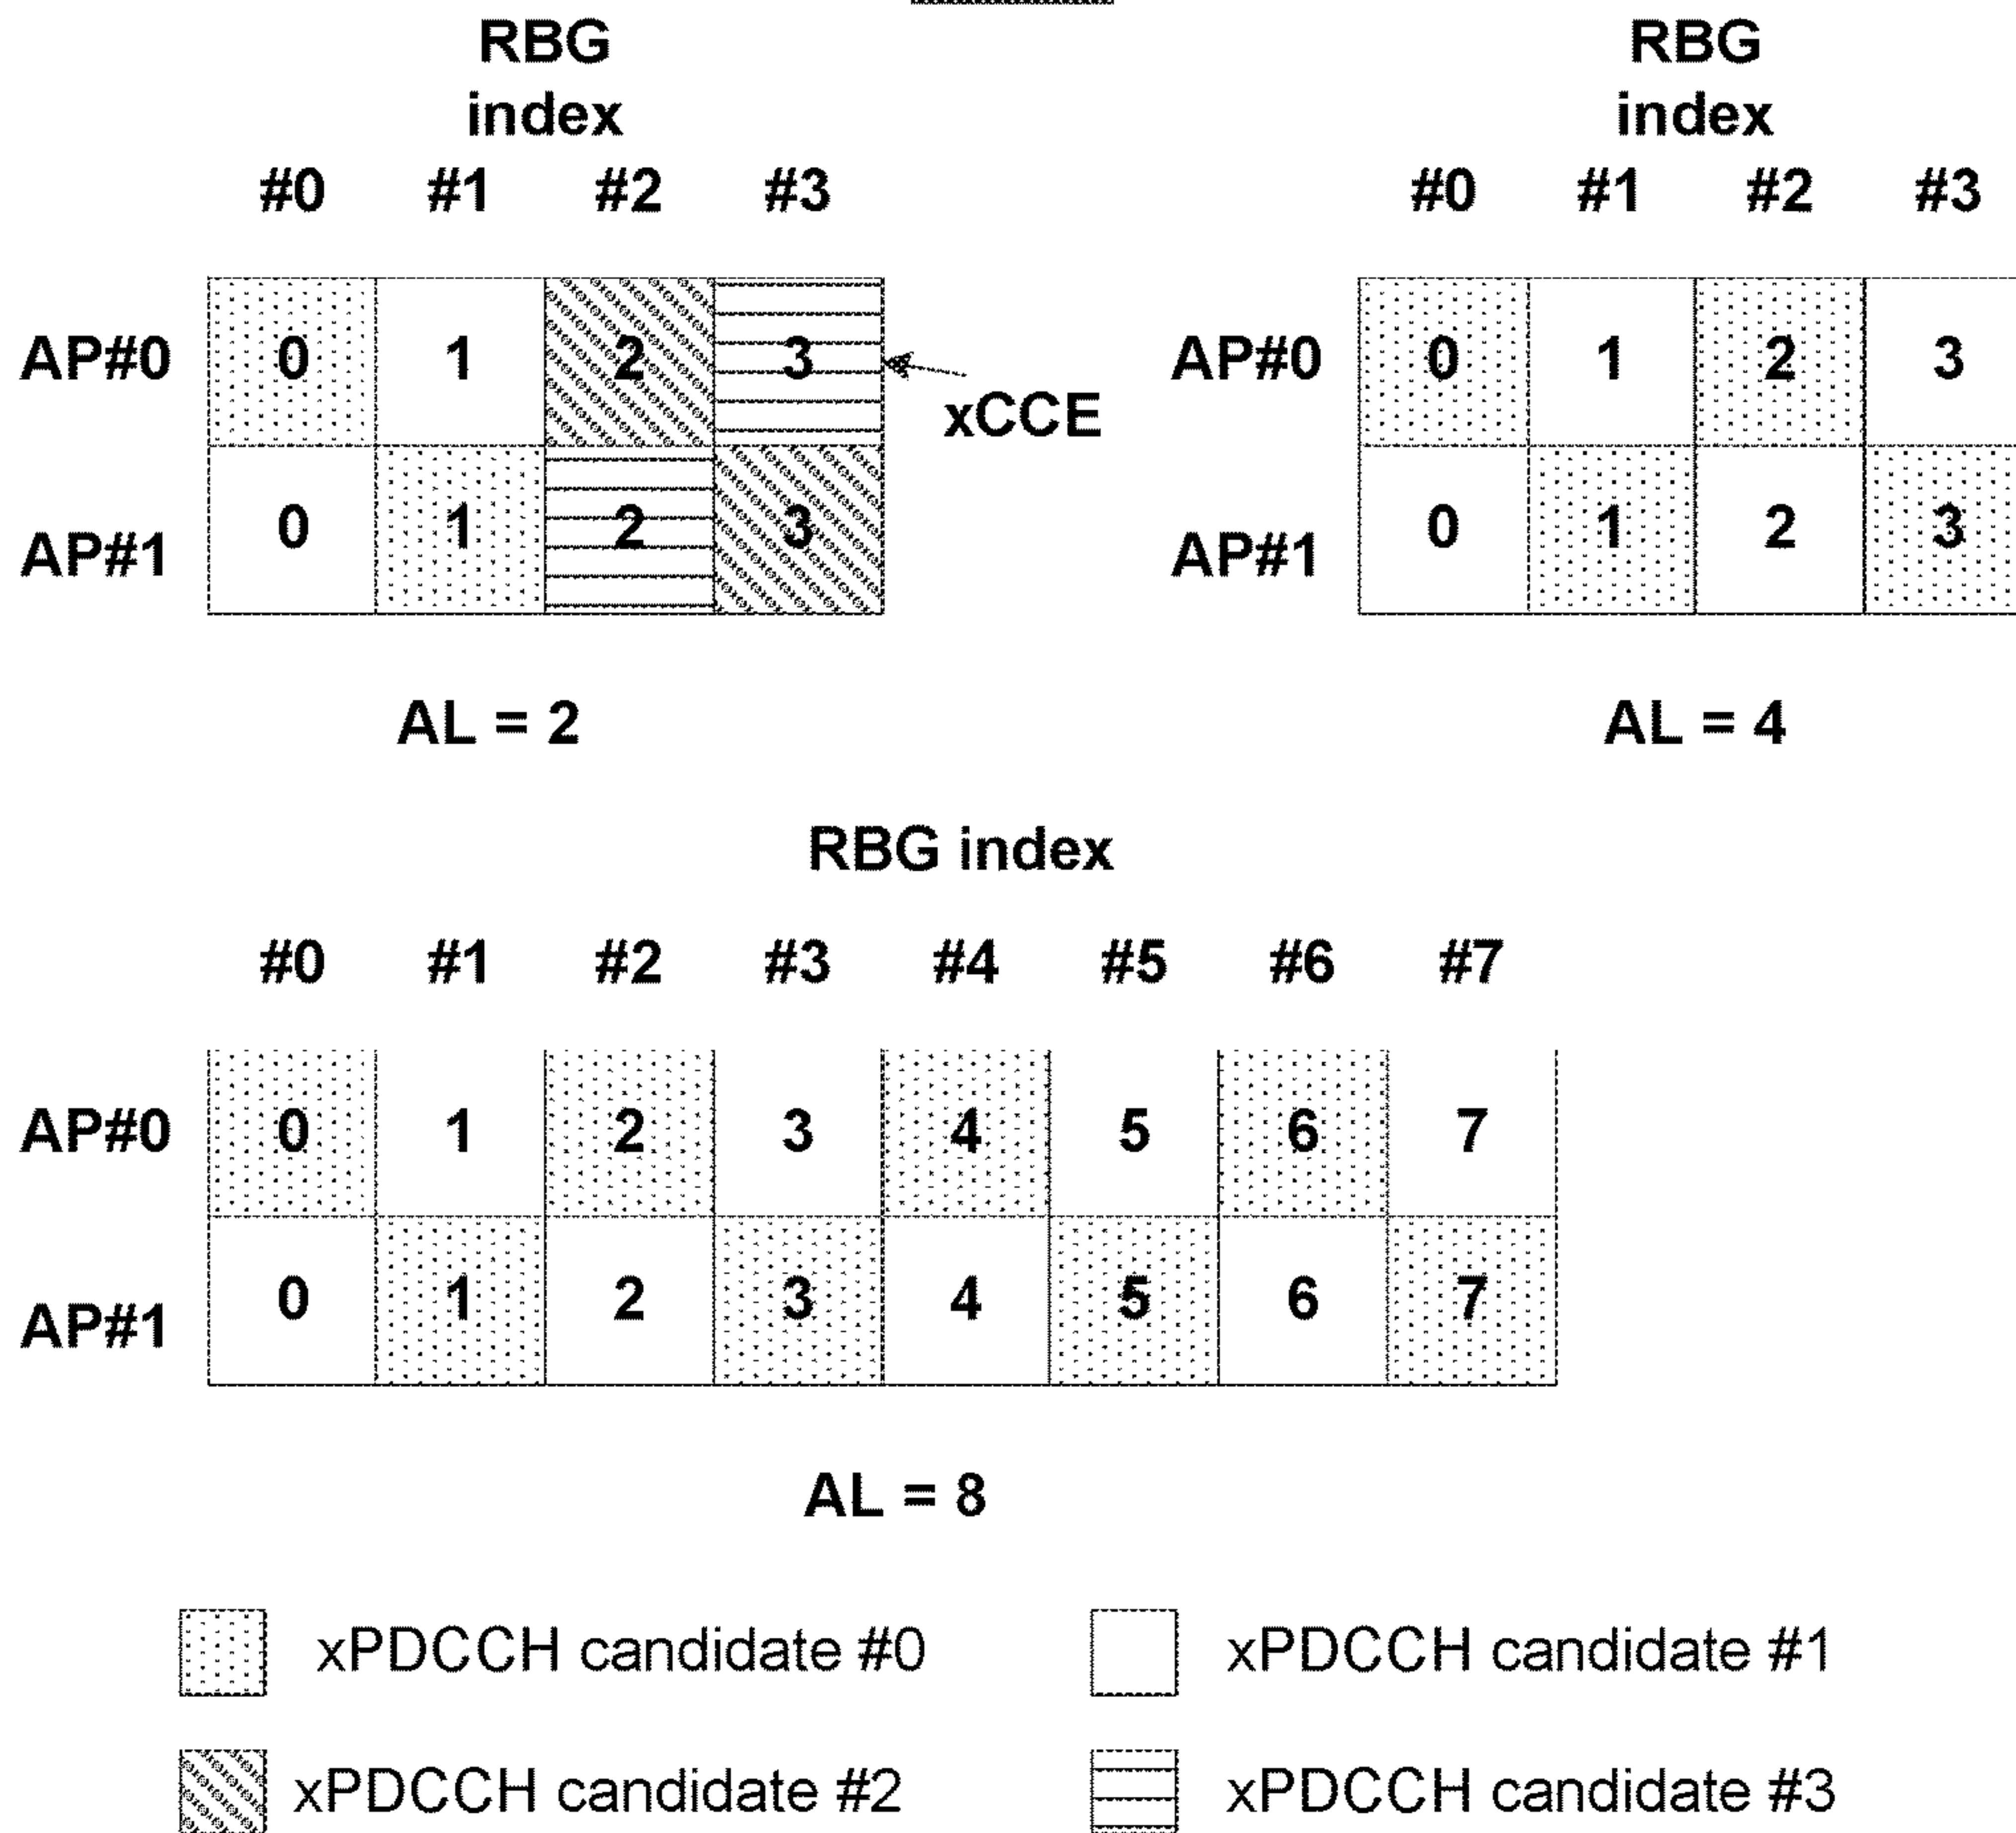 RBG
index
#0 #1 #2 #3
AP#0 0 1 2 3
xCCE
AP#1 0 1 2 3
AL = 2
RBG
index
#0 #1 #2 #3
AP#0 0 1 2 3
AP#1 0 1 2 3
AL = 4
RBG index
#0 #1 #2 #3 #4 #5 #6 #7
AP#0 0 1 2 3 4 5 6 7
AP#1 0 1 2 3 4 5 6 7
AL = 8
xPDCCH candidate #0
xPDCCH candidate #1
xPDCCH candidate #2
xPDCCH candidate #3